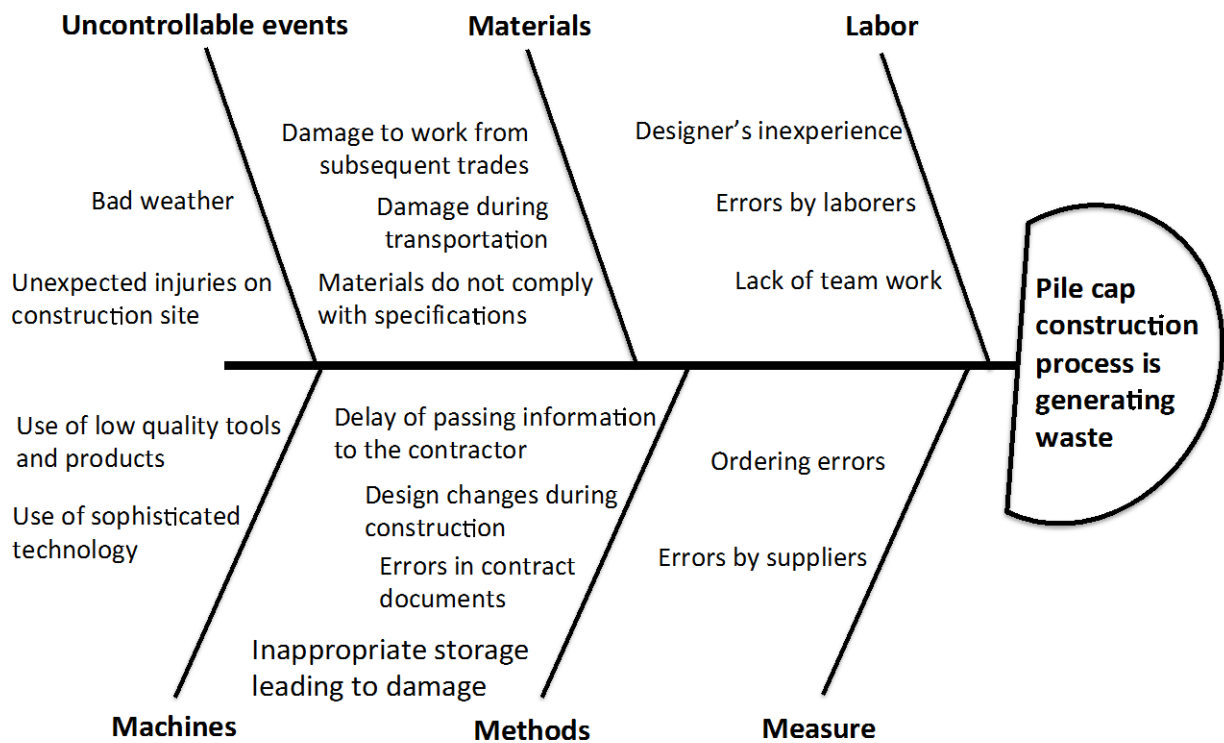 Uncontrollable events
Materials
Labor
Bad weather
Unexpected injuries on
construction site
Damage to work from
subsequent trades
Damage during
transportation
Materials do not comply
with specifications
Designer’s inexperience
Errors by laborers
Lack of team work
Pile cap
construction
process is
generating
waste
Use of low quality tools
and products
Use of sophisticated
technology
Delay of passing information
to the contractor
Design changes during
construction
Errors in contract
documents
Inappropriate storage
leading to damage
Ordering errors
Errors by suppliers
Machines
Methods
Measure